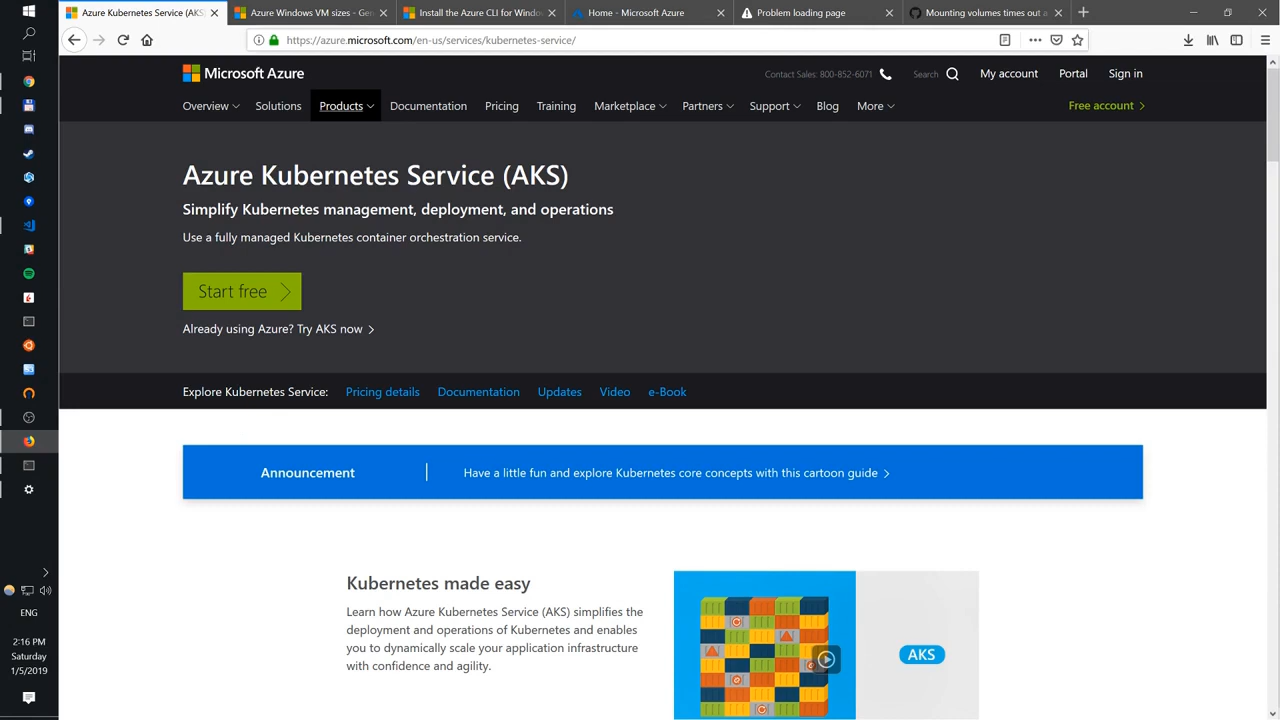 Azure Kubernetes Service (AKS)
Azure Windows VM sizes - Gen
Install the Azure CLI for Window
Home - Microsoft Azure
Problem loading page
Mounting volumes times out a
https://azure.microsoft.com/en-us/services/kubernetes-service/
Microsoft Azure
Contact Sales: 800-852-6071
Search
My account
Portal
Sign in
Overview
Solutions
Products
Documentation
Pricing
Training
Marketplace
Partners
Support
Blog
More
Free account
Azure Kubernetes Service (AKS)
Simplify Kubernetes management, deployment, and operations
Use a fully managed Kubernetes container orchestration service.
Start free
Already using Azure? Try AKS now
Explore Kubernetes Service:
Pricing details
Documentation
Updates
Video
e-Book
Announcement
Have a little fun and explore Kubernetes core concepts with this cartoon guide
Kubernetes made easy
Learn how Azure Kubernetes Service (AKS) simplifies the
deployment and operations of Kubernetes and enables
you to dynamically scale your application infrastructure
with confidence and agility.
AKS
ENG
2:16 PM
Saturday
1/5/2019